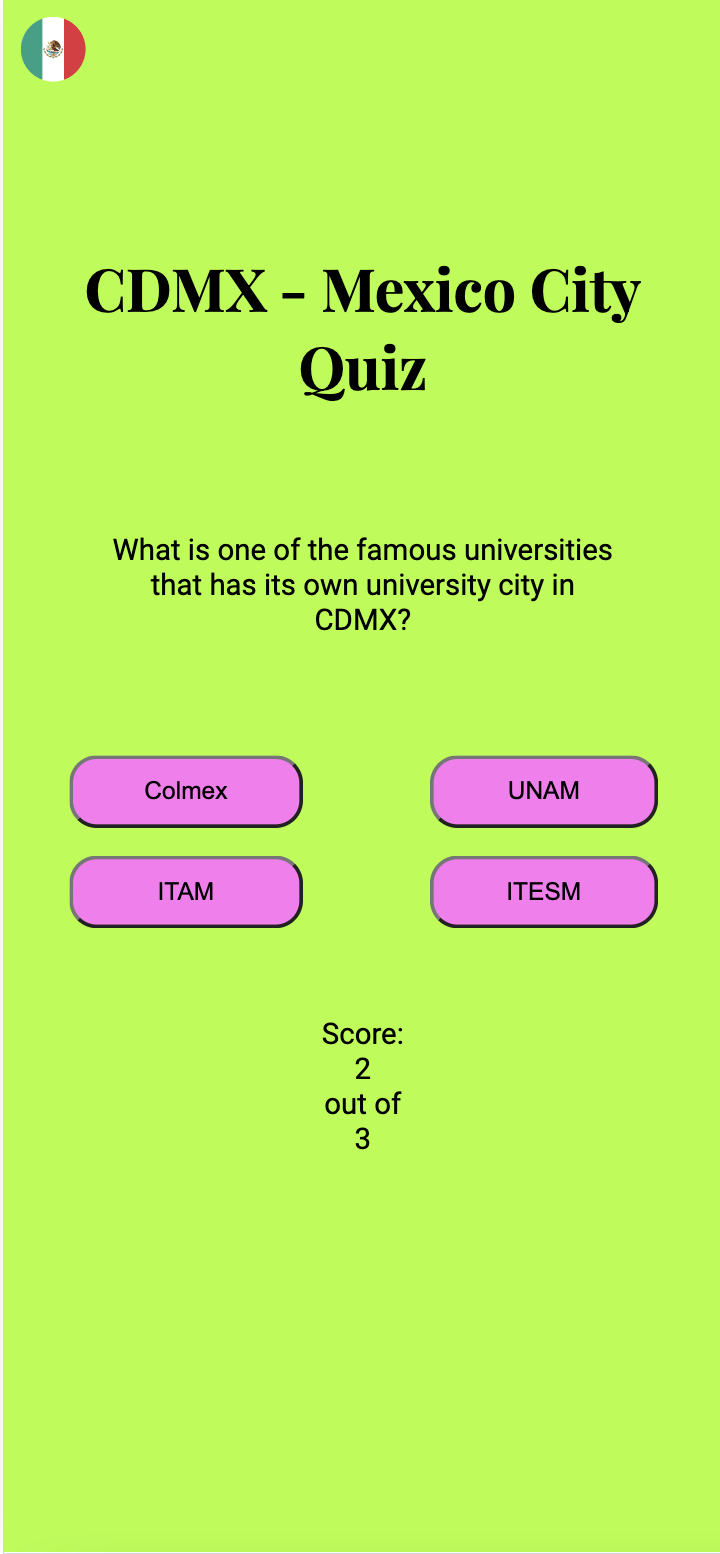 CDMX - Mexico City
Quiz
What is one of the famous universities
that has its own university city in
CDMX?
Colmex
UNAM
ITAM
ITESM
Score:
2
out of
3